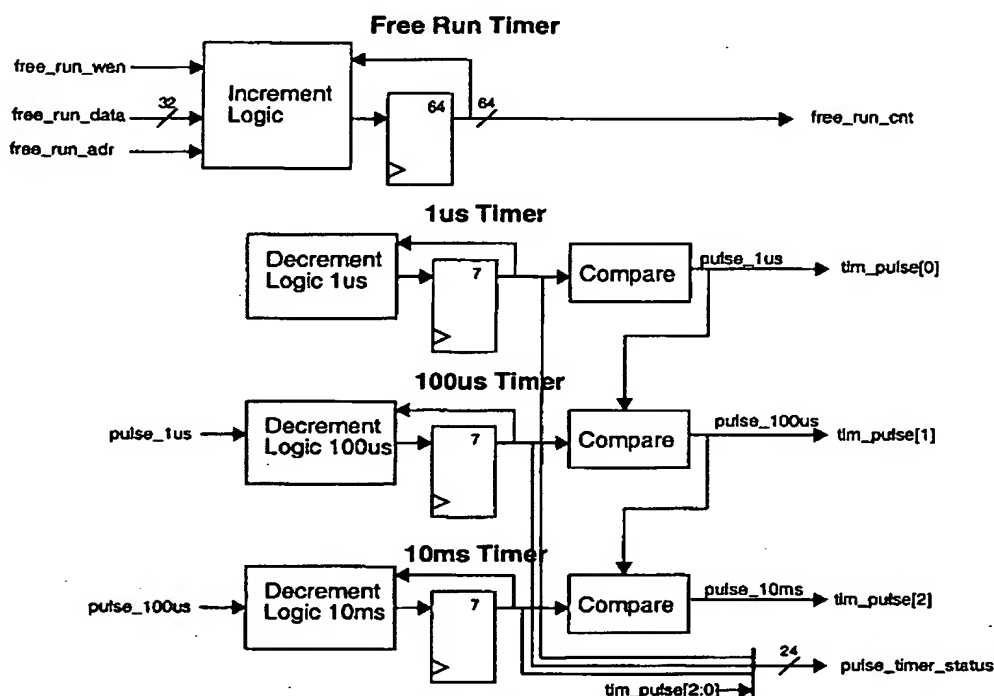 Free Run Timer
free_run_wen
free_run_data
32
free_run_adr
Increment
Logic
64
64
free_run_cnt
1us Timer
Decrement
Logic 1us
7
Compare
pulse_1us
tim_pulse[0]
100us Timer
pulse_1us
Decrement
Logic 100us
7
Compare
pulse_100us
tim_pulse[1]
10ms Timer
pulse_100us
Decrement
Logic 10ms
7
Compare
pulse_10ms
tim_pulse[2]
24
pulse_timer_status
tim_pulse[2:0]